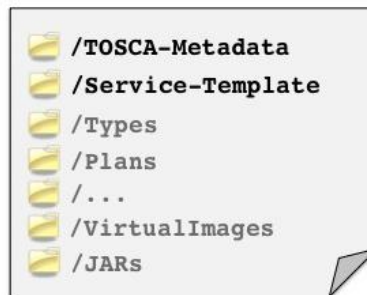 /TOSCA-Metadata
/Service-Template
/Types
/Plans
/...
/VirtualImages
/JARs